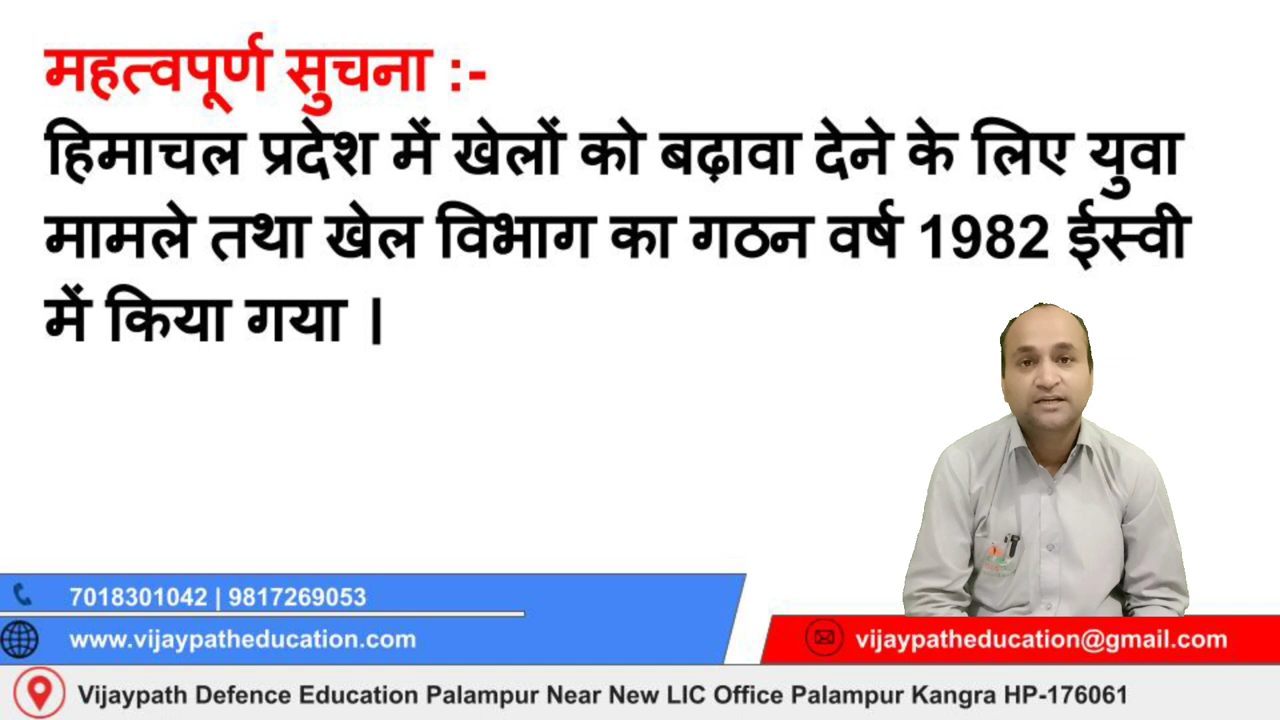 महत्वपूर्ण सुचना :-
हिमाचल प्रदेश में खेलों को बढ़ावा देने के लिए युवा
मामले तथा खेल विभाग का गठन वर्ष 1982 ईस्वी
में किया गया ।
7018301042 | 9817269053
www.vijaypatheducation.com
vijaypatheducation@gmail.com
Vijaypath Defence Education Palampur Near New LIC Office Palampur Kangra HP-176061